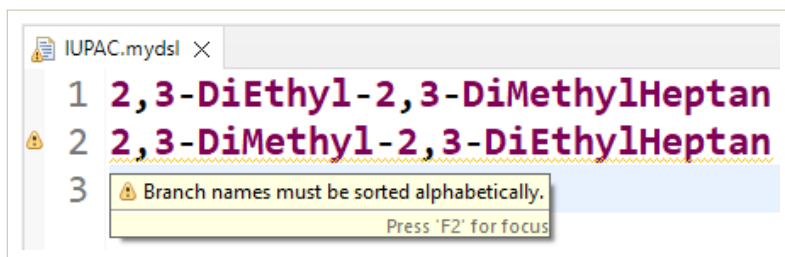 IUPAC.mydsl
1 2,3-DiEthyl-2,3-DiMethylHeptan
2 2,3-DiMethyl-2,3-DiEthylHeptan
3
Branch names must be sorted alphabetically.
Press 'F2' for focus